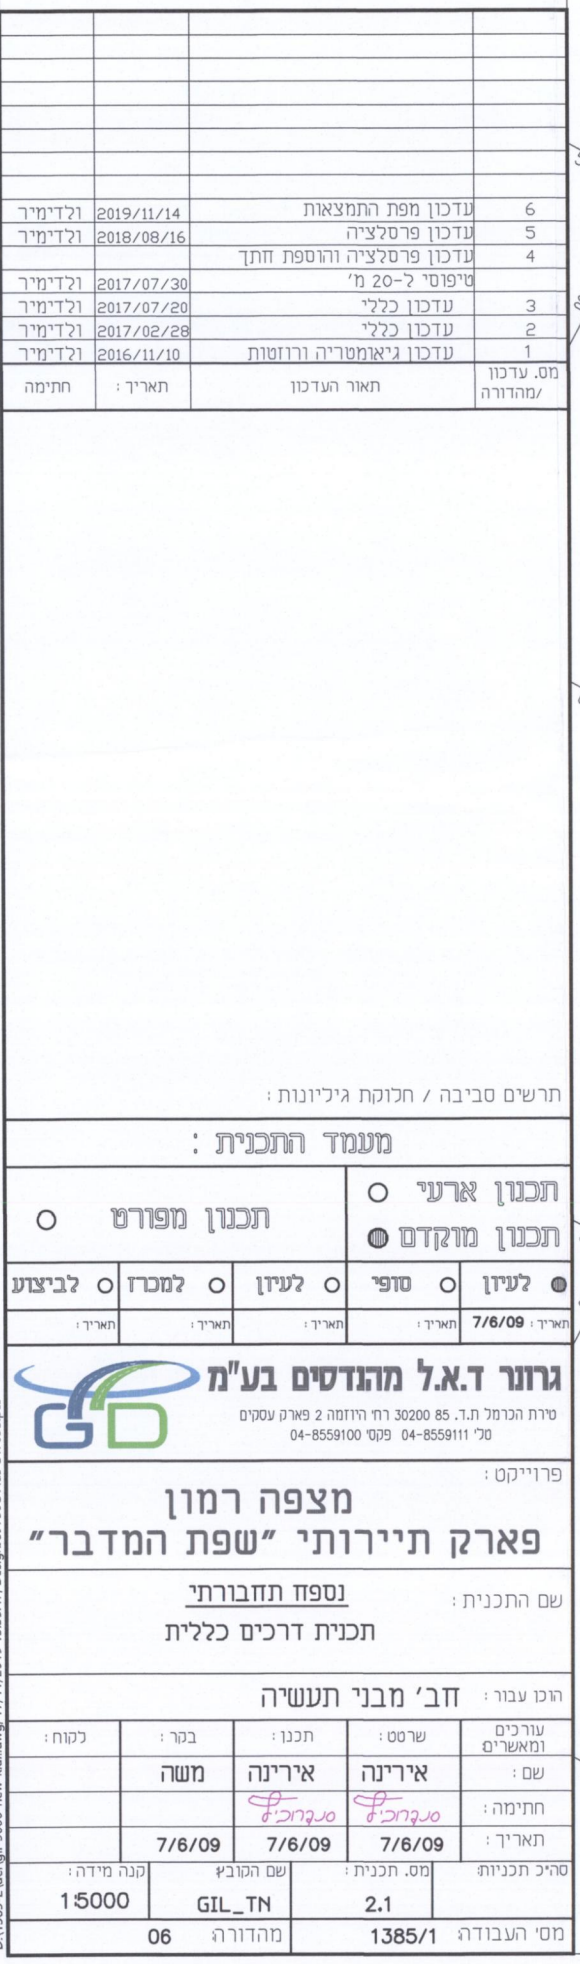 6 עדכון מפת התמצאות 2019/11/14 ולדימיר
5 עדכון פרסלציה 2018/08/16 ולדימיר
4 עדכון פרסלציה והוספת חתך
טיפוסי ל-20 מ' 2017/07/30 ולדימיר
3 עדכון כללי 2017/07/20 ולדימיר
2 עדכון כללי 2017/02/28 ולדימיר
1 עדכון גיאומטריה ורוזטות 2016/11/10 ולדימיר
מס. עדכון /מהדורה תאור העדכון תאריך : חתימה
תרשים סביבה / חלוקת גיליונות :
מעמד התכנית :
תכנון ארעי
תכנון מוקדם תכנון מפורט
לעיון סופי לעיון למכרז לביצוע
תאריך : 7/6/09 תאריך : תאריך : תאריך : תאריך :
גרונר ד.א.ל מהנדסים בע"מ
טירת הכרמל ת.ד. 85 30200 רח' היוזמה 2 פארק עסקים
טל' 04-8559111 פקס' 04-8559100
GD
פרוייקט :
מצפה רמון
פארק תיירותי "שפת המדבר"
שם התכנית :
נספח תחבורתי
תכנית דרכים כללית
הוכן עבור : חב' מבני תעשיה
עורכים ומאשרים: שרטט : תכנן : בקר : לקוח :
שם : אירינה אירינה משה
חתימה :
תאריך : 7/6/09 7/6/09 7/6/09
סה"כ תכניות: מס. תכנית : שם הקובץ: קנה מידה :
2.1 GIL_TN 1:5000
מס' העבודה: 1385/1 מהדורה: 06